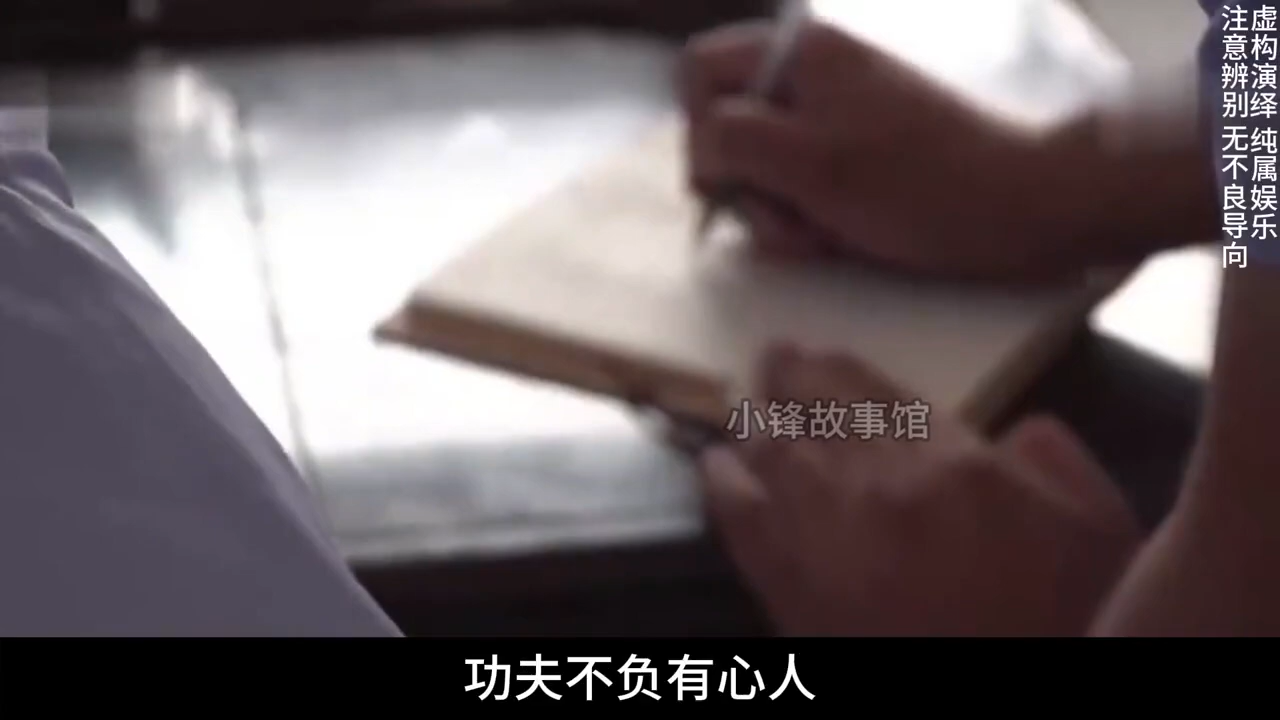 虚构演绎 纯属娱乐
注意辨别 无不良导向
小锋故事馆
功夫不负有心人